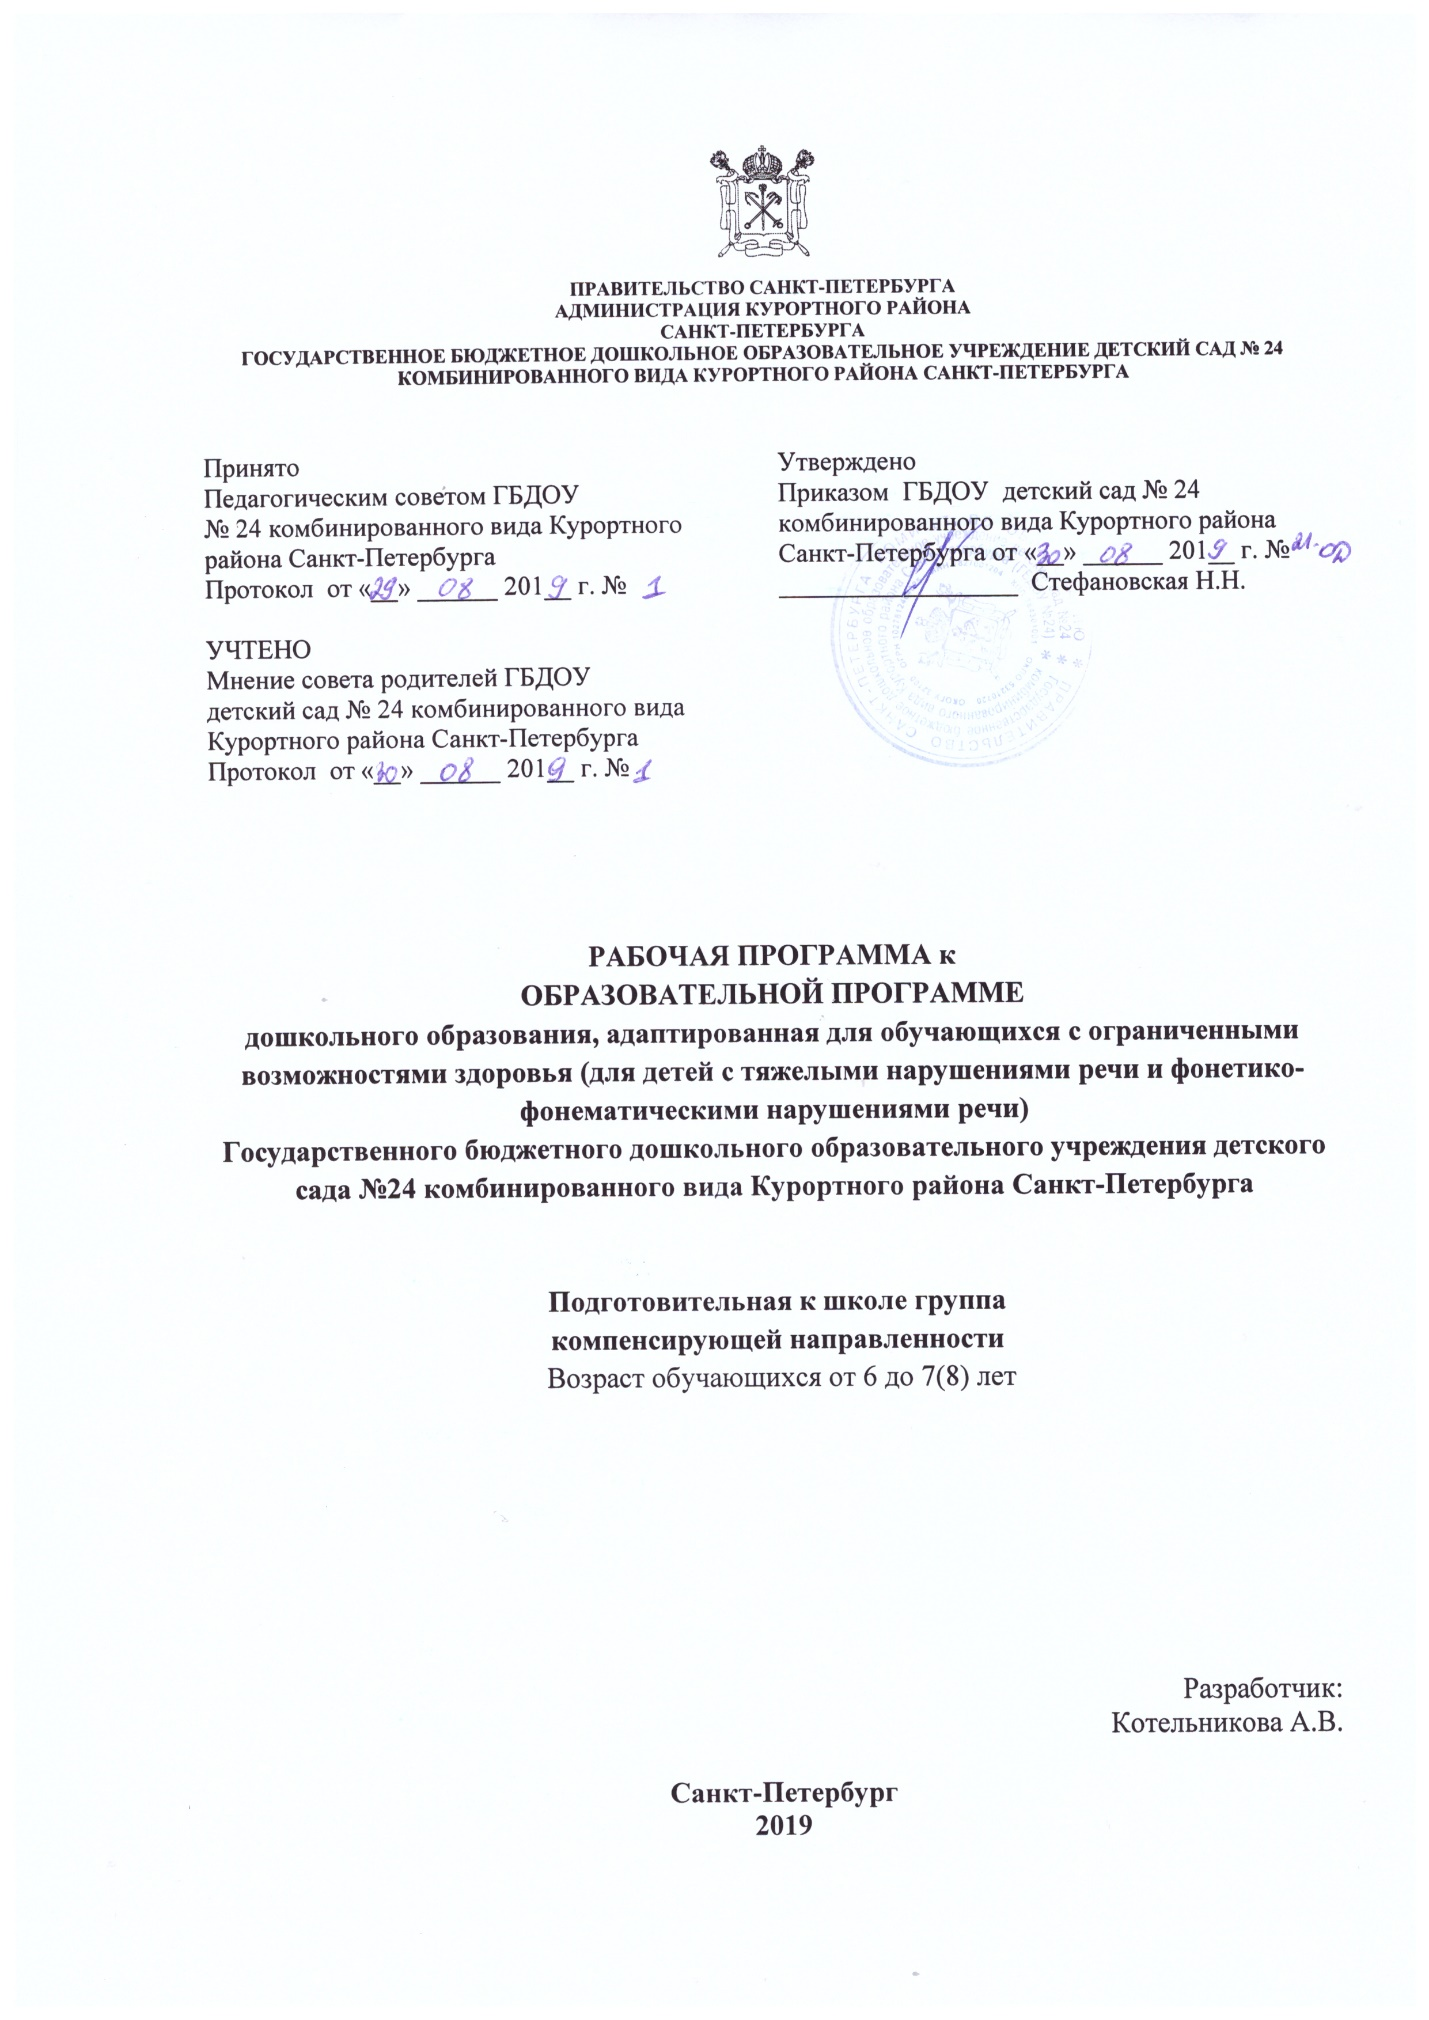 ПРАВИТЕЛЬСТВО САНКТ-ПЕТЕРБУРГА
АДМИНИСТРАЦИЯ КУРОРТНОГО РАЙОНА
САНКТ-ПЕТЕРБУРГА
ГОСУДАРСТВЕННОЕ БЮДЖЕТНОЕ ДОШКОЛЬНОЕ ОБРАЗОВАТЕЛЬНОЕ УЧРЕЖДЕНИЕ ДЕТСКИЙ САД № 24
КОМБИНИРОВАННОГО ВИДА КУРОРТНОГО РАЙОНА САНКТ-ПЕТЕРБУРГА
Принято
Педагогическим советом ГБДОУ
№ 24 комбинированного вида Курортного
района Санкт-Петербурга
Протокол от «29» 08 2019 г. № 1
УЧТЕНО
Мнение совета родителей ГБДОУ
детский сад № 24 комбинированного вида
Курортного района Санкт-Петербурга
Протокол от «30» 08 2019 г. № 1
Утверждено
Приказом ГБДОУ детский сад № 24
комбинированного вида Курортного района
Санкт-Петербурга от «30» 08 2019 г. №21-ОД
Стефановская Н.Н.
РАБОЧАЯ ПРОГРАММА к
ОБРАЗОВАТЕЛЬНОЙ ПРОГРАММЕ
дошкольного образования, адаптированная для обучающихся с ограниченными
возможностями здоровья (для детей с тяжелыми нарушениями речи и фонетико-
фонематическими нарушениями речи)
Государственного бюджетного дошкольного образовательного учреждения детского
сада №24 комбинированного вида Курортного района Санкт-Петербурга
Подготовительная к школе группа
компенсирующей направленности
Возраст обучающихся от 6 до 7(8) лет
Разработчик:
Котельникова А.В.
Санкт-Петербург
2019